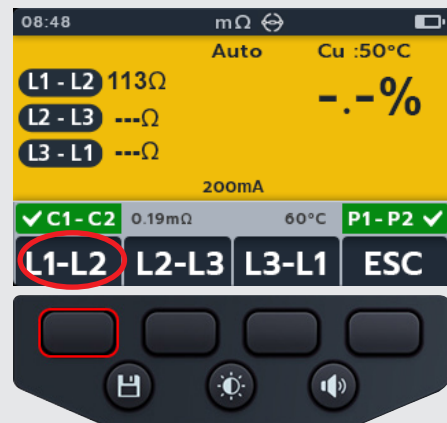 08:48 mΩ
Auto Cu :50°C
L1 - L2 113Ω
-.-%
L2 - L3 ---Ω
L3 - L1 ---Ω
200mA
✓ C1 - C2 0.19mΩ 60°C P1 - P2 ✓
L1-L2 L2-L3 L3-L1 ESC